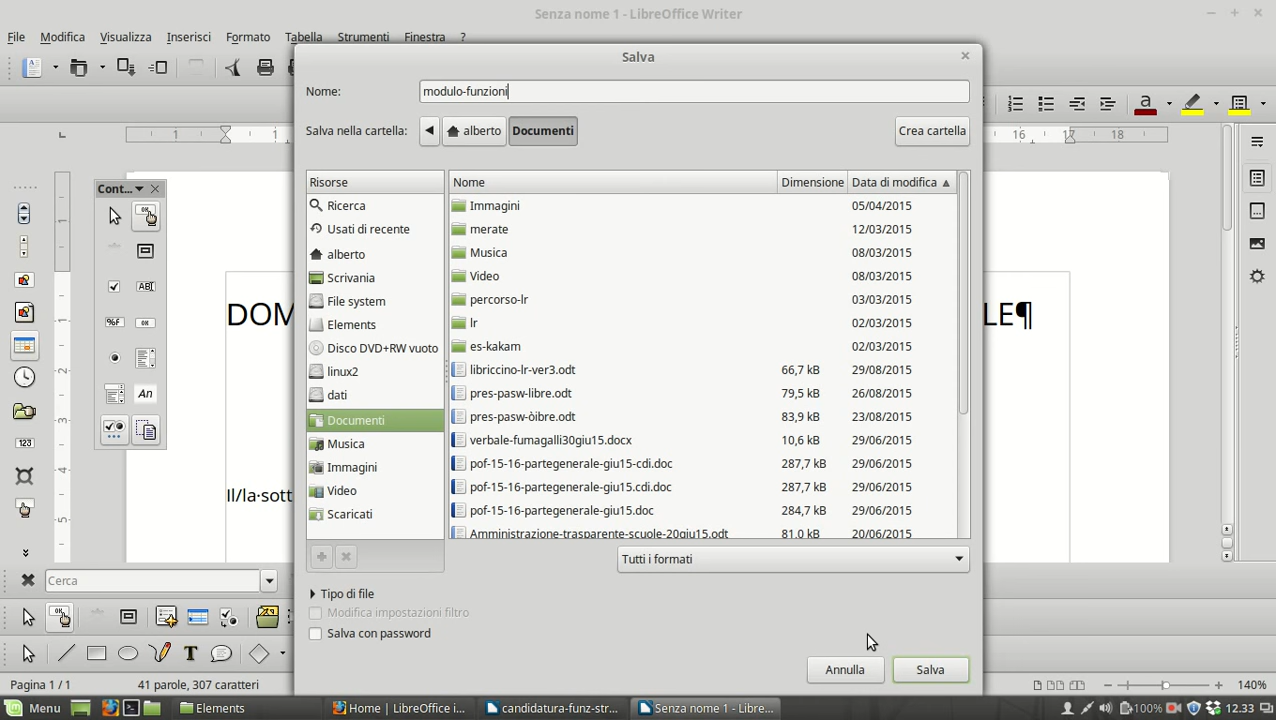 Senza nome 1 - LibreOffice Writer
File Modifica Visualizza Inserisci Formato Tabella Strumenti Finestra ?
Salva
Nome: modulo-funzioni
Salva nella cartella: alberto Documenti Crea cartella
1 1 16 17 18
Cont...
Risorse Nome Dimensione Data di modifica
Ricerca Immagini 05/04/2015
Usati di recente merate 12/03/2015
alberto Musica 08/03/2015
Scrivania Video 08/03/2015
File system percorso-lr 03/03/2015
Elements lr 02/03/2015
Disco DVD+RW vuoto es-kakam 02/03/2015
linux2 libriccino-lr-ver3.odt 66,7 kB 29/08/2015
dati pres-pasw-libre.odt 79,5 kB 26/08/2015
Documenti pres-pasw-òibre.odt 83,9 kB 23/08/2015
Musica verbale-fumagalli30giu15.docx 10,6 kB 29/06/2015
Immagini pof-15-16-partegenerale-giu15-cdi.doc 287,7 kB 29/06/2015
Video pof-15-16-partegenerale-giu15.cdi.doc 287,7 kB 29/06/2015
Scaricati pof-15-16-partegenerale-giu15.doc 284,7 kB 29/06/2015
Amministrazione-trasparente-scuole-20giu15.odt 81,0 kB 20/06/2015
DOM LE¶
Il/la·sott
1 2 3 4 5
Tutti i formati
Cerca
Tipo di file
Modifica impostazioni filtro
Salva con password
Annulla Salva
Pagina 1 / 1 41 parole, 307 caratteri 140%
Menu Elements Home | LibreOffice i... candidatura-funz-str... Senza nome 1 - Libre... 100% 12.33